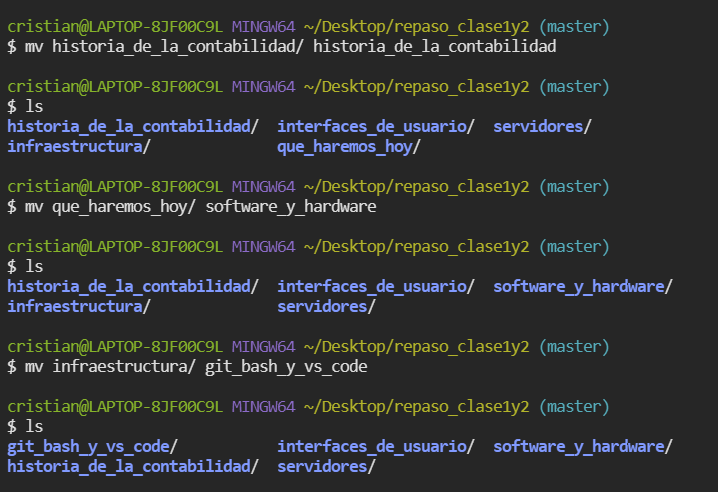 cristian@LAPTOP-8JF00C9L MINGW64 ~/Desktop/repaso_clase1y2 (master)
$ mv historia_de_la_contabilidad/ historia_de_la_contabilidad
cristian@LAPTOP-8JF00C9L MINGW64 ~/Desktop/repaso_clase1y2 (master)
$ ls
historia_de_la_contabilidad/  interfaces_de_usuario/  servidores/
infraestructura/              que_haremos_hoy/
cristian@LAPTOP-8JF00C9L MINGW64 ~/Desktop/repaso_clase1y2 (master)
$ mv que_haremos_hoy/ software_y_hardware
cristian@LAPTOP-8JF00C9L MINGW64 ~/Desktop/repaso_clase1y2 (master)
$ ls
historia_de_la_contabilidad/  interfaces_de_usuario/  software_y_hardware/
infraestructura/              servidores/
cristian@LAPTOP-8JF00C9L MINGW64 ~/Desktop/repaso_clase1y2 (master)
$ mv infraestructura/ git_bash_y_vs_code
cristian@LAPTOP-8JF00C9L MINGW64 ~/Desktop/repaso_clase1y2 (master)
$ ls
git_bash_y_vs_code/           interfaces_de_usuario/  software_y_hardware/
historia_de_la_contabilidad/  servidores/